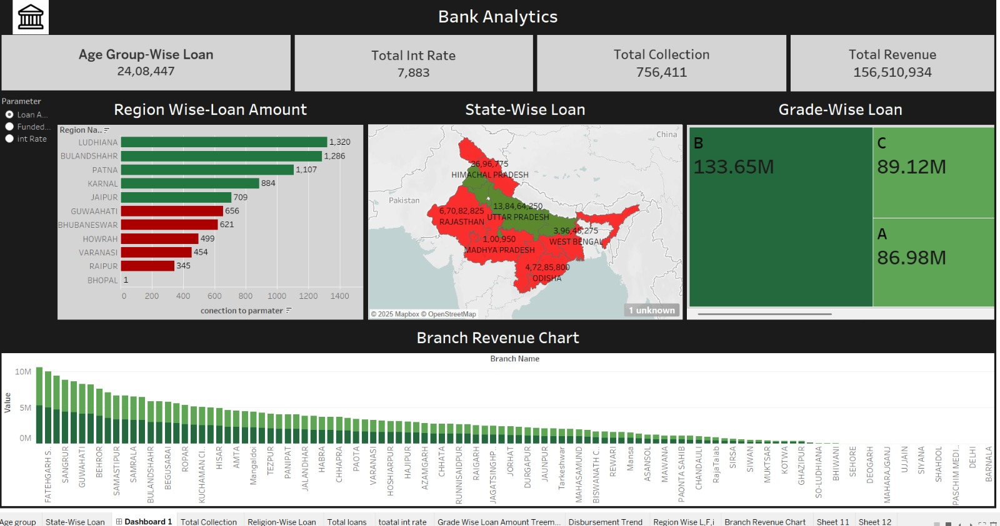 Bank Analytics
Age Group-Wise Loan
24,08,447
Total Int Rate
7,883
Total Collection
756,411
Total Revenue
156,510,934
Parameter
Loan A...
Funded...
int Rate
Region Wise-Loan Amount
Region Na..
LUDHIANA 1,320
BULANDSHAHR 1,286
PATNA 1,107
KARNAL 884
JAIPUR 709
GUWAAHATI 656
BHUBANESWAR 621
HOWRAH 499
VARANASI 454
RAIPUR 345
BHOPAL 1
0 200 400 600 800 1000 1200 1400
conection to parmater
State-Wise Loan
China
Pakistan
26,96,775
HIMACHAL PRADESH
13,84,64,250
UTTAR PRADESH
6,70,82,825
RAJASTHAN
3,96,45,275
WEST BENGAL
1,00,950
MADHYA PRADESH
4,72,85,800
ODISHA
1 unknown
© 2025 Mapbox © OpenStreetMap
Grade-Wise Loan
B
133.65M
C
89.12M
A
86.98M
Branch Revenue Chart
Branch Name
Value
10M
5M
0M
FATEHGARH S..
SANGRUR
GUWAHATI
BEHROR
SAMASTIPUR
SAMRALA
BULANDSHAHR
BEGUSARAI
ROPAR
KUCHAMAN CI..
HISAR
AMTA
Mangaldoi
TEZPUR
PANIPAT
JALANDHAR
HABRA
CHHAPRA
PAOTA
VARANASI
HOSHIARPUR
HAJIPUR
AZAMGARH
CHHATA
RUNNISAIDPUR
RAIGARH
JAGATSINGHP..
JORHAT
DURGAPUR
JAUNPUR
Tarkeshwar
MAHASAMUND
BISWANATH C..
REWARI
Mansa
ASANSOL
MAWANA
PAONTA SAHIB
CHANDAULI
RajaTalab
SIRSA
SIWAN
MUKTSAR
KOTWA
GHAZIPUR
SO-LUDHIANA
BHIWANI
SEHORE
DEOGARH
MAHARAJGANJ
UJJAIN
SIYANA
SHAHDOL
PASCHIM MEDI..
DELHI
BARNALA
Age group State-Wise Loan Dashboard 1 Total Collection Religion-Wise Loan Total loans toatal int rate Grade Wise Loan Amount Treem... Disbursement Trend Region Wise L,F,i Branch Revenue Chart Sheet 11 Sheet 12